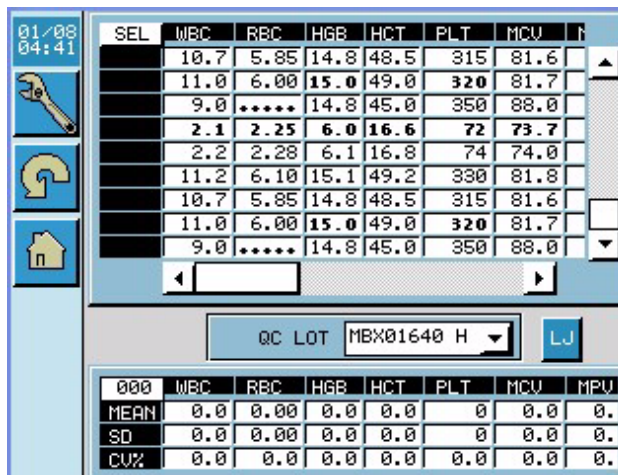 01/08
04:41
SEL WBC RBC HGB HCT PLT MCV
10.7 5.85 14.8 48.5 315 81.6
11.0 6.00 15.0 49.0 320 81.7
9.0 ..... 14.8 45.0 350 88.0
2.1 2.25 6.0 16.6 72 73.7
2.2 2.28 6.1 16.8 74 74.0
11.2 6.10 15.1 49.2 330 81.8
10.7 5.85 14.8 48.5 315 81.6
11.0 6.00 15.0 49.0 320 81.7
9.0 ..... 14.8 45.0 350 88.0
QC LOT MBX01640 H LJ
000 WBC RBC HGB HCT PLT MCV MPV
MEAN 0.0 0.00 0.0 0.0 0 0.0 0.
SD 0.0 0.00 0.0 0.0 0 0.0 0.
CV% 0.0 0.0 0.0 0.0 0.0 0.0 0.